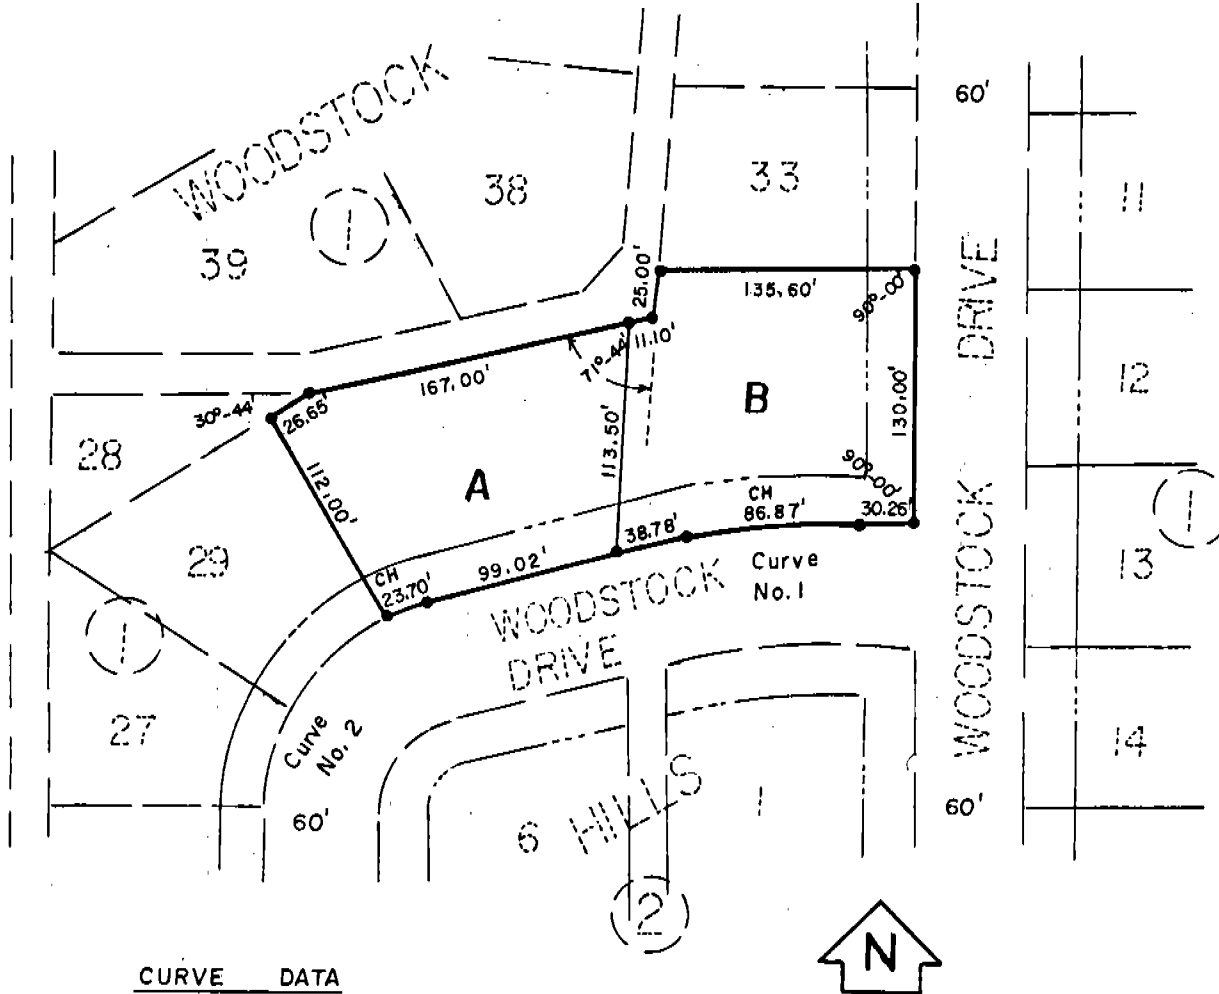 WOODSTOCK
60'
38
33
11
1
39
DRIVE
25.00'
135,60'
90°-00'
11.10'
71°-44'
167.00'
30°-44'
26.65'
12
130.00'
B
113.50'
28
A
112.00'
90°-00'
CH
86.87'
30.26'
38.78'
1
29
99.02'
CH
23.70'
Curve
No. 1
13
WOODSTOCK
DRIVE
WOODSTOCK
1
27
Curve
No. 2
14
60'
6
HILLS
1
60'
2
N
CURVE DATA